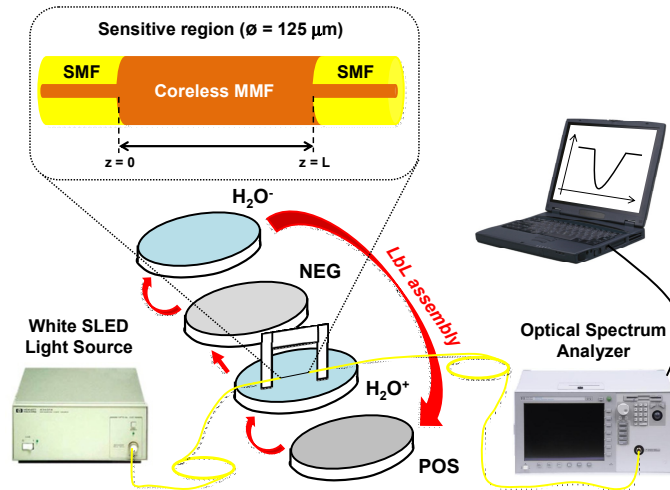 Sensitive region (ø = 125 µm)
SMF
Coreless MMF
SMF
z = 0
z = L
H₂O⁻
NEG
LbL assembly
White SLED
Light Source
Optical Spectrum
Analyzer
H₂O⁺
POS